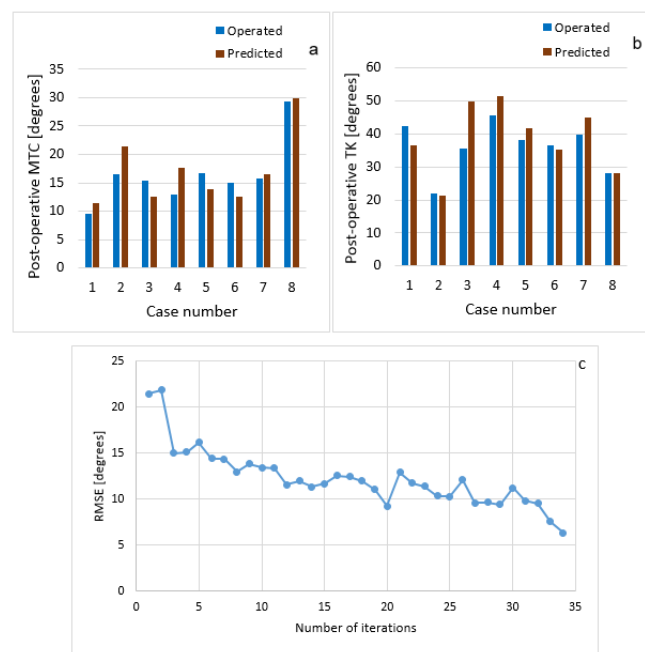 Operated
Predicted
a
Post-operative MTC [degrees]
35
30
25
20
15
10
5
0
1 2 3 4 5 6 7 8
Case number
Operated
Predicted
b
Post-operative TK [degrees]
60
50
40
30
20
10
0
1 2 3 4 5 6 7 8
Case number
c
RMSE [degrees]
25
20
15
10
5
0
0 5 10 15 20 25 30 35
Number of iterations